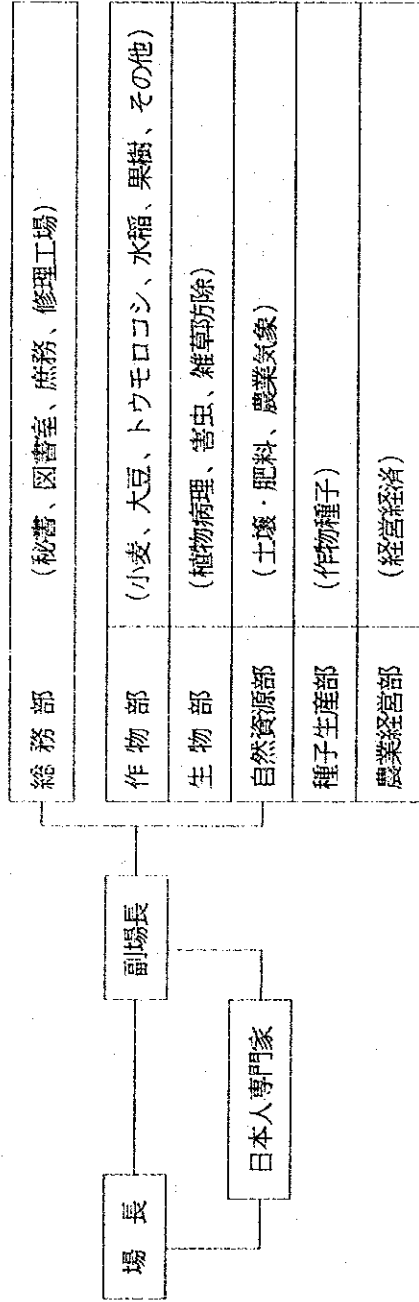 場　長
日本人専門家
副場長
総 務 部　(秘書、図書室、庶務、修理工場)
作 物 部　(小麦、大豆、トウモロコシ、水稲、果樹、その他)
生 物 部　(植物病理、害虫、雑草防除)
自然資源部　(土壌・肥料、農業気象)
種子生産部　(作物種子)
農業経営部　(経営経済)